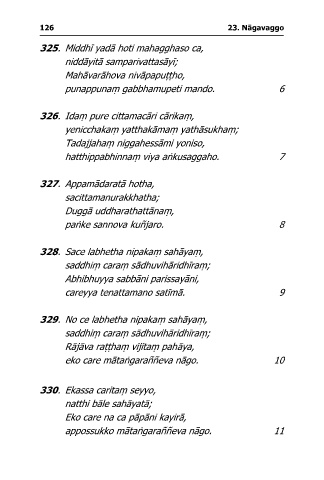 126 23. Nāgavaggo
325. Middhī yadā hoti mahagghaso ca,
niddāyitā samparivattasāyī;
Mahāvarāhova nivāpapuṭṭho,
punappunaṃ gabbhamupeti mando. 6
326. Idaṃ pure cittamacāri cārikaṃ,
yenicchakaṃ yatthakāmaṃ yathāsukhaṃ;
Tadajjahaṃ niggahessāmi yoniso,
hatthippabhinnaṃ viya aṅkusaggaho. 7
327. Appamādaratā hotha,
sacittamanurakkhatha;
Duggā uddharathattānaṃ,
paṅke sannova kuñjaro. 8
328. Sace labhetha nipakaṃ sahāyaṃ,
saddhiṃ caraṃ sādhuvihāridhīraṃ;
Abhibhuyya sabbāni parissayāni,
careyya tenattamano satīmā. 9
329. No ce labhetha nipakaṃ sahāyaṃ,
saddhiṃ caraṃ sādhuvihāridhīraṃ;
Rājāva raṭṭhaṃ vijitaṃ pahāya,
eko care mātaṅgaraññeva nāgo. 10
330. Ekassa caritaṃ seyyo,
natthi bāle sahāyatā;
Eko care na ca pāpāni kayirā,
appossukko mātaṅgaraññeva nāgo. 11